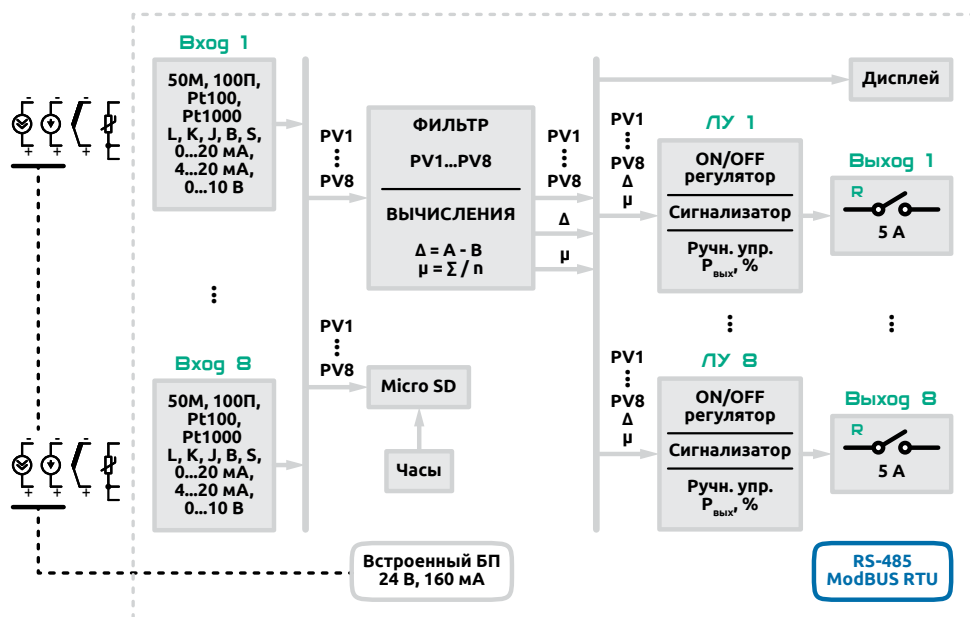 Вход 1
50М, 100П,
Pt100,
Pt1000
L, K, J, B, S,
0...20 мА,
4...20 мА,
0...10 В
- - - -
+ + +
PV1
PV8
ФИЛЬТР
PV1...PV8
ВЫЧИСЛЕНИЯ
Δ = A - B
μ = ∑ / n
PV1
PV8
Δ
μ
Дисплей
PV1
PV8
Δ
μ
ЛУ 1
ON/OFF
регулятор
Сигнализатор
Ручн. упр.
Pвых, %
Выход 1
R
5 А
Вход 8
50М, 100П,
Pt100,
Pt1000
L, K, J, B, S,
0...20 мА,
4...20 мА,
0...10 В
- - - -
+ + +
PV1
PV8
Micro SD
Часы
PV1
PV8
Δ
μ
ЛУ 8
ON/OFF
регулятор
Сигнализатор
Ручн. упр.
Pвых, %
Выход 8
R
5 А
Встроенный БП
24 В, 160 мА
RS-485
ModBUS RTU